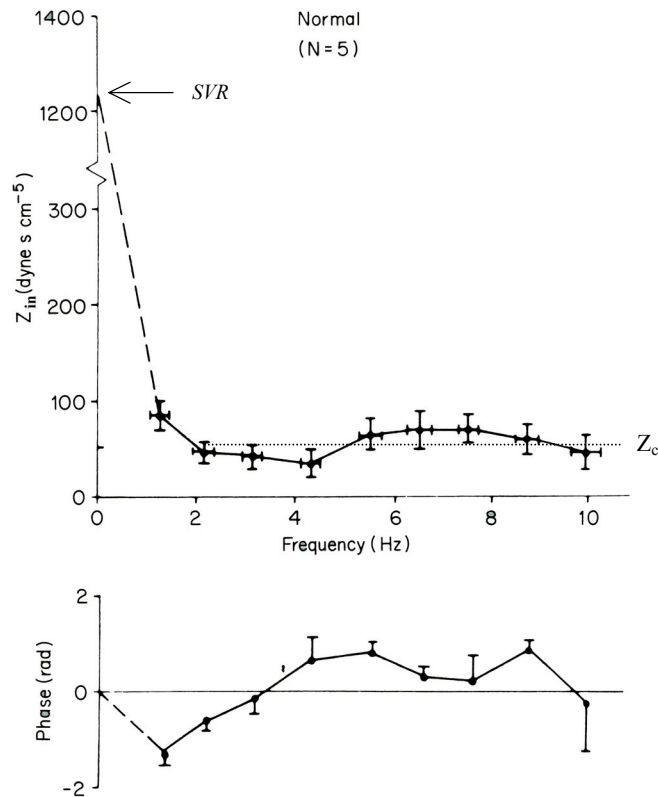 1400
Normal
(N=5)
SVR
1200
300
200
100
0
Z_in (dyne s cm⁻⁵)
Z_c
0
2
4
6
8
10
Frequency (Hz)
2
0
-2
Phase (rad)